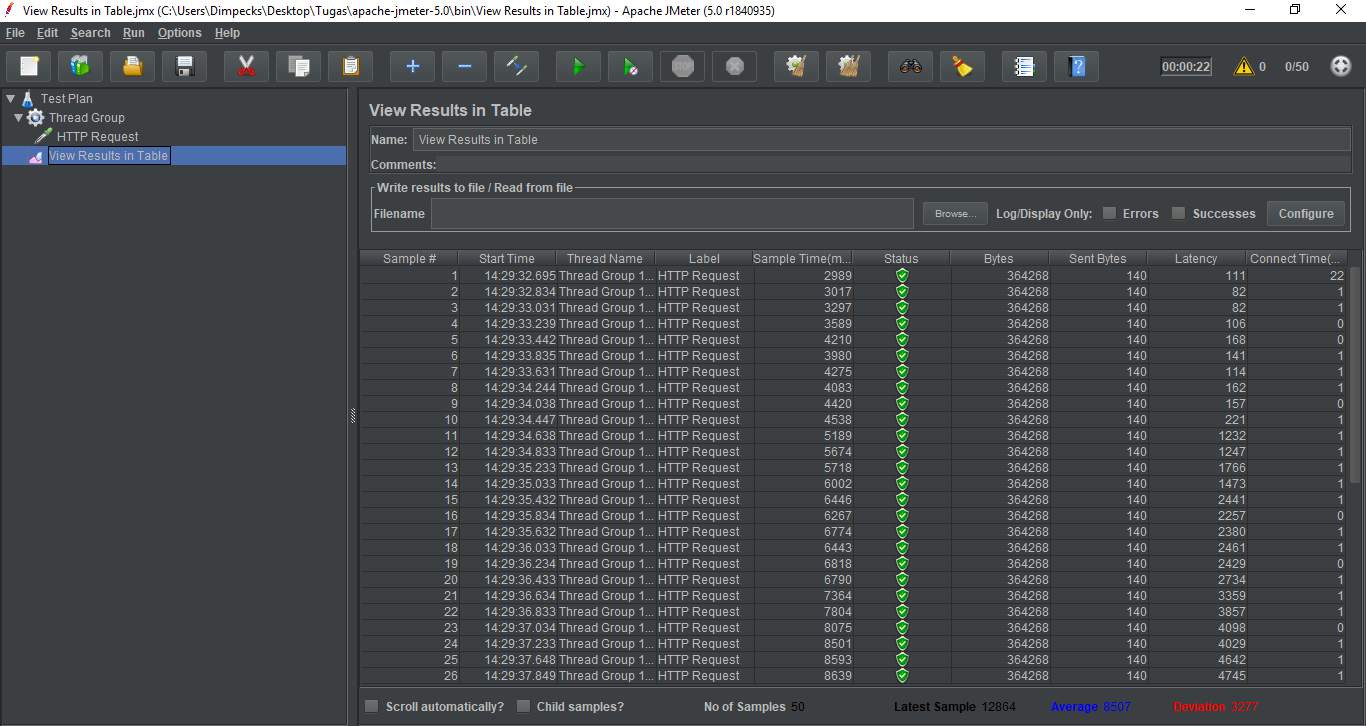 View Results in Table.jmx (C:\Users\Dimpecks\Desktop\Tugas\apache-jmeter-5.0\bin\View Results in Table.jmx) - Apache JMeter (5.0 r1840935)
File Edit Search Run Options Help
STOP 00:00:22 0 0/50
Test Plan
Thread Group
HTTP Request
View Results in Table
View Results in Table
Name: View Results in Table
Comments:
Write results to file / Read from file
Filename Browse... Log/Display Only: Errors Successes Configure
Sample # Start Time Thread Name Label Sample Time(m... Status Bytes Sent Bytes Latency Connect Time(...
1 14:29:32.695 Thread Group 1... HTTP Request 2989 364268 140 111 22
2 14:29:32.834 Thread Group 1... HTTP Request 3017 364268 140 82 1
3 14:29:33.031 Thread Group 1... HTTP Request 3297 364268 140 82 1
4 14:29:33.239 Thread Group 1... HTTP Request 3589 364268 140 106 0
5 14:29:33.442 Thread Group 1... HTTP Request 4210 364268 140 168 0
6 14:29:33.835 Thread Group 1... HTTP Request 3980 364268 140 141 1
7 14:29:33.631 Thread Group 1... HTTP Request 4275 364268 140 114 1
8 14:29:34.244 Thread Group 1... HTTP Request 4083 364268 140 162 1
9 14:29:34.038 Thread Group 1... HTTP Request 4420 364268 140 157 0
10 14:29:34.447 Thread Group 1... HTTP Request 4538 364268 140 221 1
11 14:29:34.638 Thread Group 1... HTTP Request 5189 364268 140 1232 1
12 14:29:34.833 Thread Group 1... HTTP Request 5674 364268 140 1247 1
13 14:29:35.233 Thread Group 1... HTTP Request 5718 364268 140 1766 1
14 14:29:35.033 Thread Group 1... HTTP Request 6002 364268 140 1473 1
15 14:29:35.432 Thread Group 1... HTTP Request 6446 364268 140 2441 1
16 14:29:35.834 Thread Group 1... HTTP Request 6267 364268 140 2257 0
17 14:29:35.632 Thread Group 1... HTTP Request 6774 364268 140 2380 1
18 14:29:36.033 Thread Group 1... HTTP Request 6443 364268 140 2461 1
19 14:29:36.234 Thread Group 1... HTTP Request 6818 364268 140 2429 0
20 14:29:36.433 Thread Group 1... HTTP Request 6790 364268 140 2734 1
21 14:29:36.634 Thread Group 1... HTTP Request 7364 364268 140 3359 1
22 14:29:36.833 Thread Group 1... HTTP Request 7804 364268 140 3857 1
23 14:29:37.034 Thread Group 1... HTTP Request 8075 364268 140 4098 0
24 14:29:37.233 Thread Group 1... HTTP Request 8501 364268 140 4029 1
25 14:29:37.648 Thread Group 1... HTTP Request 8593 364268 140 4642 1
26 14:29:37.849 Thread Group 1... HTTP Request 8639 364268 140 4745 1
Scroll automatically? Child samples? No of Samples 50 Latest Sample 12864 Average 8507 Deviation 3277